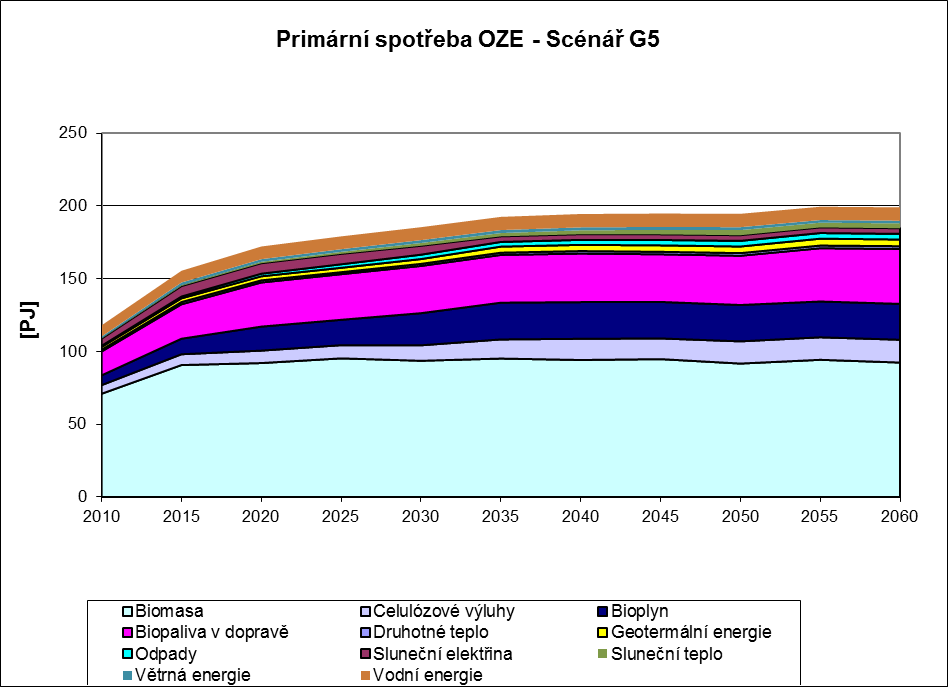 Primární spotřeba OZE - Scénář G5
[PJ]
250
200
150
100
50
0
2010 2015 2020 2025 2030 2035 2040 2045 2050 2055 2060
Biomasa Celulózové výluhy Bioplyn
Biopaliva v dopravě Druhotné teplo Geotermální energie
Odpady Sluneční elektřina Sluneční teplo
Větrná energie Vodní energie